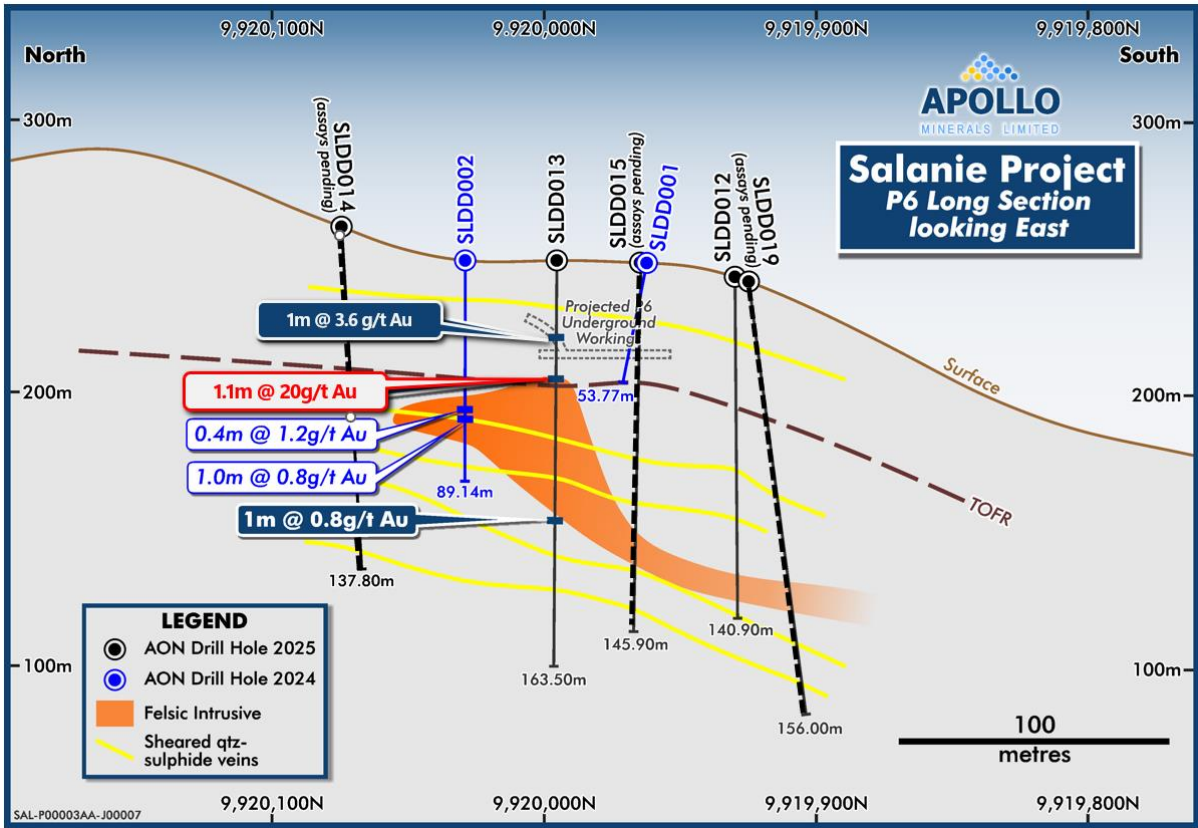 9,920,100N
9,920,000N
9,919,900N
9,919,800N
North
South
APOLLO
MINERALS LIMITED
300m
300m
Salanie Project
P6 Long Section
looking East
SLDD014
(assays pending)
SLDD002
SLDD013
SLDD015
(assays pending)
SLDD001
SLDD012
(assays pending)
SLDD019
1m @ 3.6 g/t Au
Projected P6
Underground
Working
Surface
200m
200m
1.1m @ 20g/t Au
53.77m
0.4m @ 1.2g/t Au
1.0m @ 0.8g/t Au
89.14m
1m @ 0.8g/t Au
TOFR
137.80m
145.90m
140.90m
163.50m
156.00m
100m
100m
LEGEND
AON Drill Hole 2025
AON Drill Hole 2024
Felsic Intrusive
Sheared qtz-
sulphide veins
100
metres
9,920,100N
9,920,000N
9,919,900N
9,919,800N
SAL-P00003AA-J00007